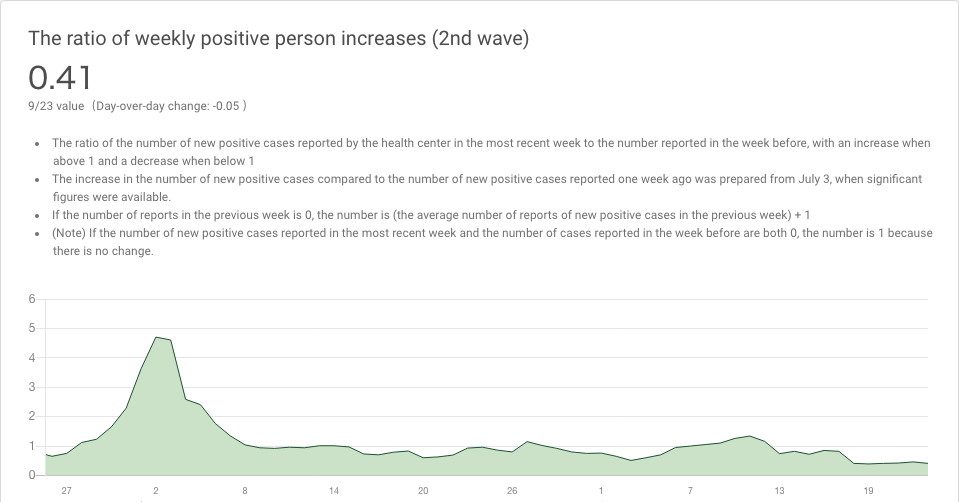 The ratio of weekly positive person increases (2nd wave)
0.41
9/23 value（Day-over-day change: -0.05 ）
• The ratio of the number of new positive cases reported by the health center in the most recent week to the number reported in the week before, with an increase when
above 1 and a decrease when below 1
• The increase in the number of new positive cases compared to the number of new positive cases reported one week ago was prepared from July 3, when significant
figures were available.
• If the number of reports in the previous week is 0, the number is (the average number of reports of new positive cases in the previous week) + 1
• (Note) If the number of new positive cases reported in the most recent week and the number of cases reported in the week before are both 0, the number is 1 because
there is no change.
6
5
4
3
2
1
0
27 2 8 14 20 26 1 7 13 19